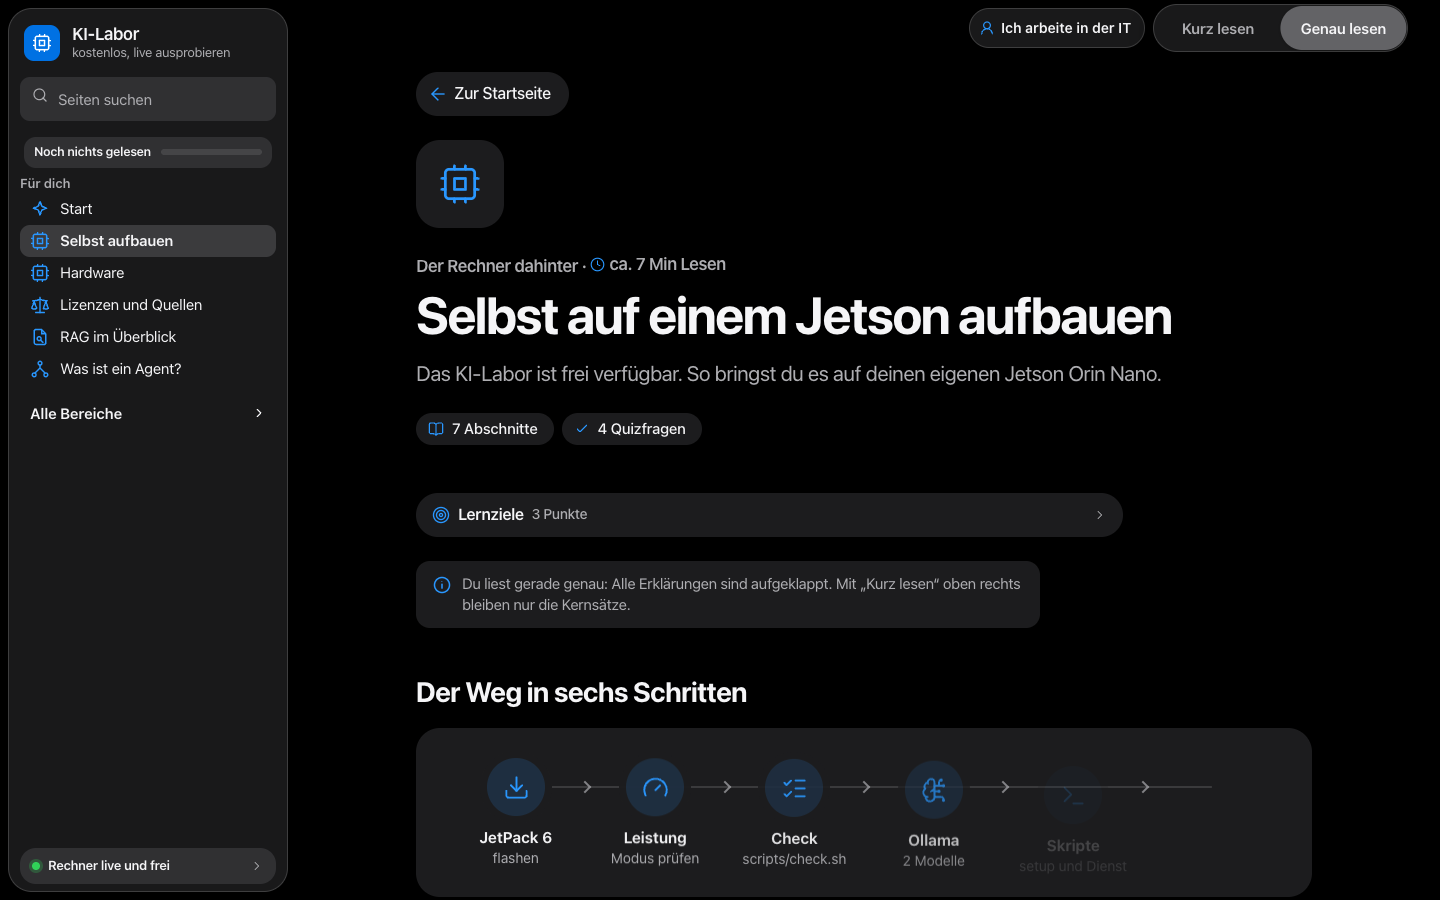 KI-Labor
kostenlos, live ausprobieren
Seiten suchen
Noch nichts gelesen
Für dich
Start
Selbst aufbauen
Hardware
Lizenzen und Quellen
RAG im Überblick
Was ist ein Agent?
Alle Bereiche
Rechner live und frei
Ich arbeite in der IT
Kurz lesen
Genau lesen
Zur Startseite
Der Rechner dahinter · ca. 7 Min Lesen
Selbst auf einem Jetson aufbauen
Das KI-Labor ist frei verfügbar. So bringst du es auf deinen eigenen Jetson Orin Nano.
7 Abschnitte
4 Quizfragen
Lernziele 3 Punkte
Du liest gerade genau: Alle Erklärungen sind aufgeklappt. Mit „Kurz lesen“ oben rechts
bleiben nur die Kernsätze.
Der Weg in sechs Schritten
JetPack 6
flashen
Leistung
Modus prüfen
Check
scripts/check.sh
Ollama
2 Modelle
Skripte
setup und Dienst